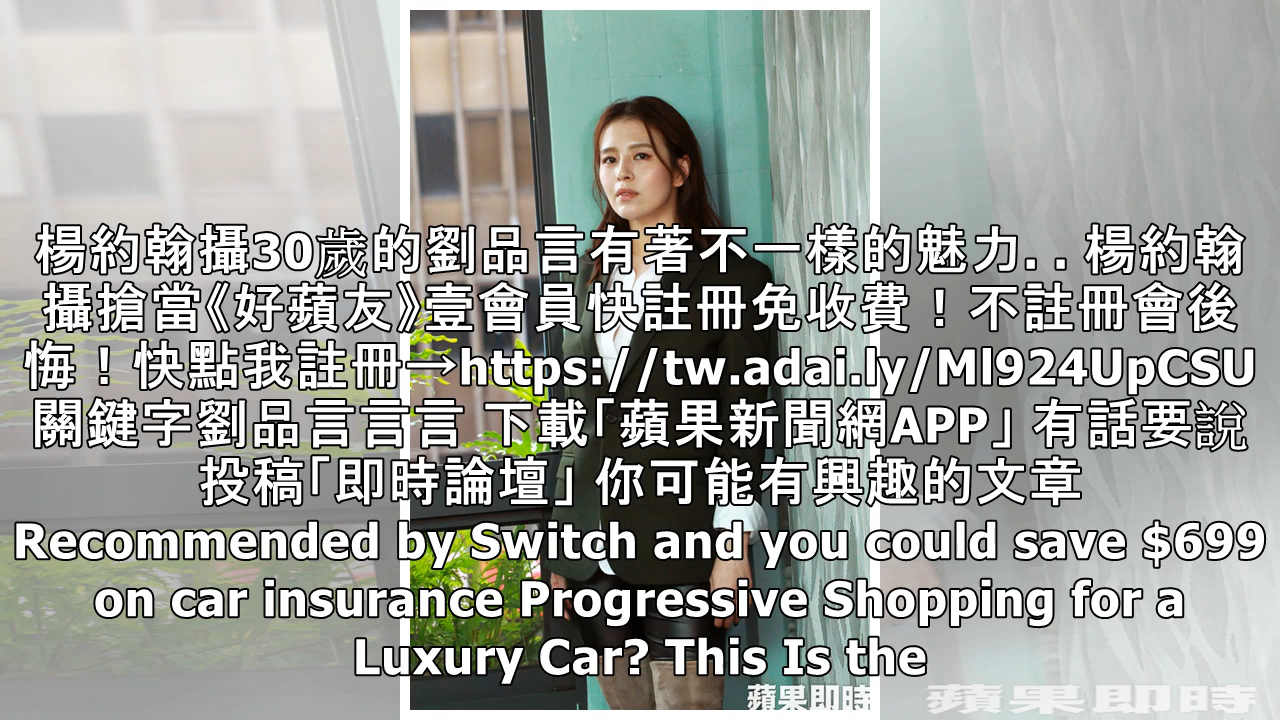 楊約翰攝30歲的劉品言有著不一樣的魅力. . 楊約翰
攝搶當《好蘋友》壹會員快註冊免收費！不註冊會後
悔！快點我註冊→https://tw.adai.ly/Ml924UpCSU
關鍵字劉品言言言 下載「蘋果新聞網APP」 有話要說
投稿「即時論壇」 你可能有興趣的文章
Recommended by Switch and you could save $699
on car insurance Progressive Shopping for a
Luxury Car? This Is the
蘋果即時 蘋果即時